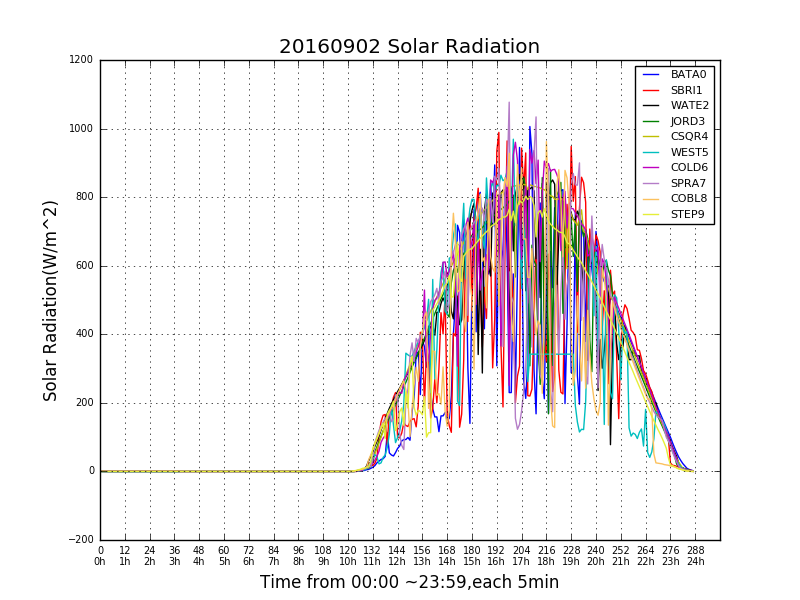 20160902 Solar Radiation
1200
1000
800
600
400
200
0
−200
Solar Radiation(W/m^2)
BATA0
SBRI1
WATE2
JORD3
CSQR4
WEST5
COLD6
SPRA7
COBL8
STEP9
0 12 24 36 48 60 72 84 96 108 120 132 144 156 168 180 192 204 216 228 240 252 264 276 288
0h 1h 2h 3h 4h 5h 6h 7h 8h 9h 10h 11h 12h 13h 14h 15h 16h 17h 18h 19h 20h 21h 22h 23h 24h
Time from 00:00 ~23:59,each 5min